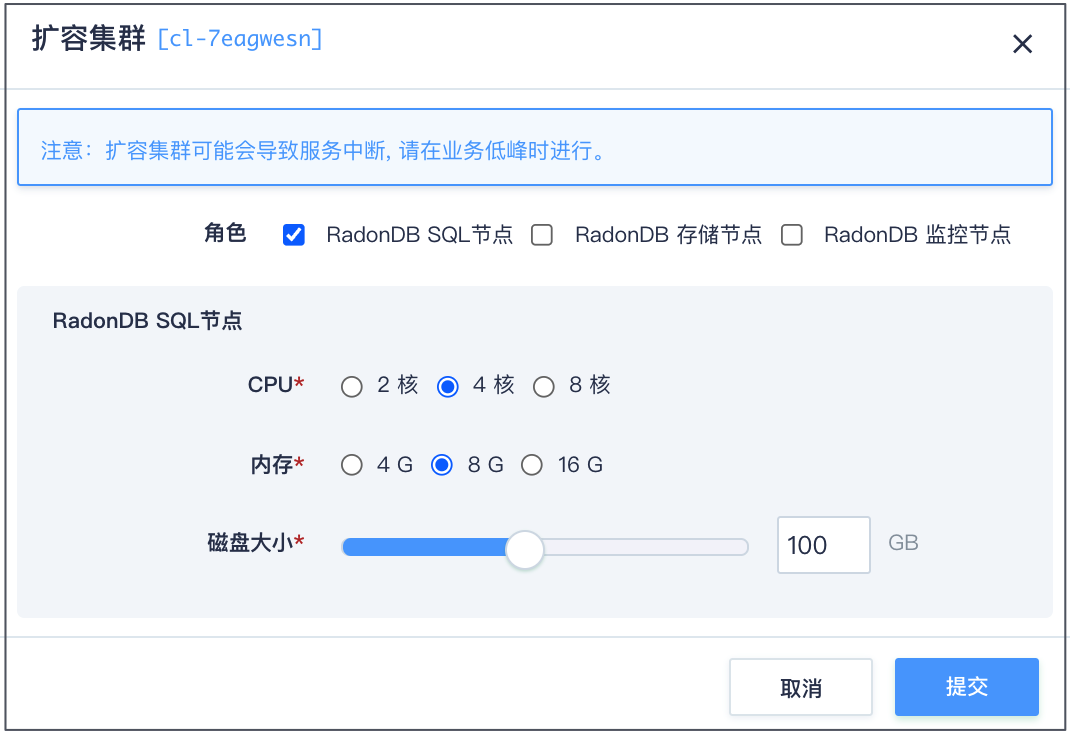 扩容集群 [cl-7eagwesn]
注意：扩容集群可能会导致服务中断, 请在业务低峰时进行。
角色 RadonDB SQL节点 RadonDB 存储节点 RadonDB 监控节点
RadonDB SQL节点
CPU* 2 核 4 核 8 核
内存* 4 G 8 G 16 G
磁盘大小* 100 GB
取消 提交